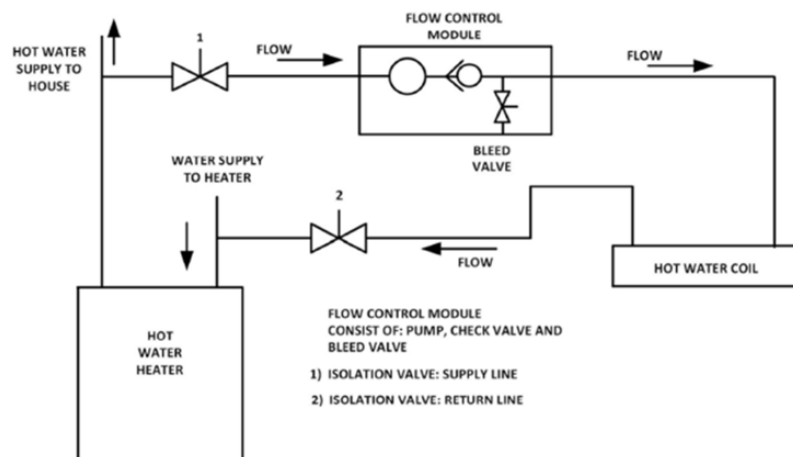 FLOW CONTROL
MODULE
HOT WATER
SUPPLY TO
HOUSE
1
FLOW
FLOW
BLEED
VALVE
WATER SUPPLY
TO HEATER
2
FLOW
HOT WATER COIL
HOT
WATER
HEATER
FLOW CONTROL MODULE
CONSIST OF: PUMP, CHECK VALVE AND
BLEED VALVE
1) ISOLATION VALVE: SUPPLY LINE
2) ISOLATION VALVE: RETURN LINE